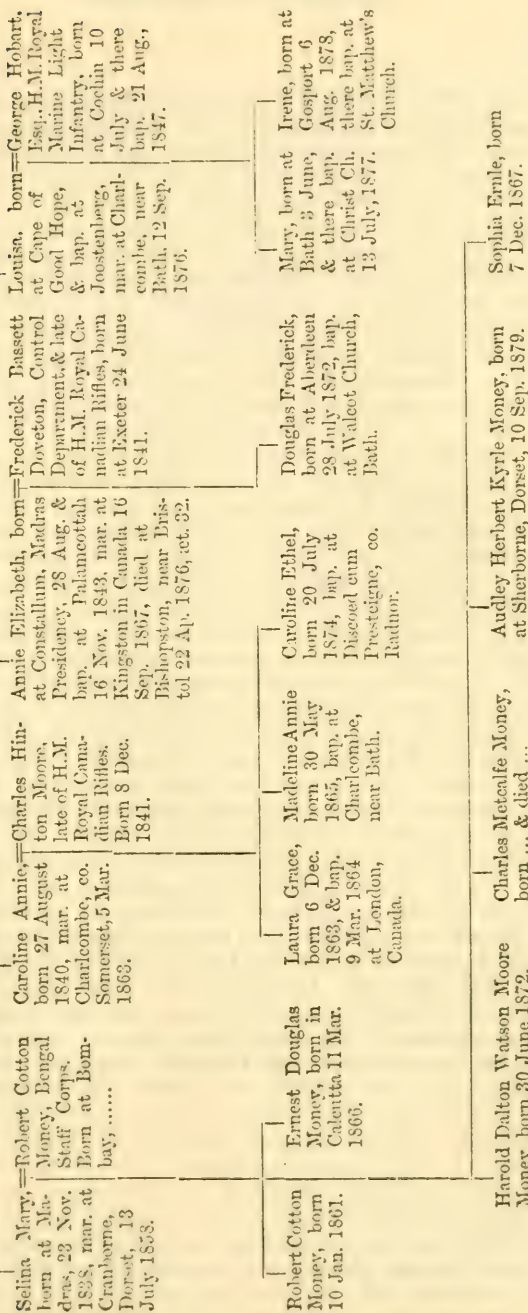 Selina Mary,=Robert Cotton
born at Ma- Money, Bengal
dras, 23 Nov. Staff Corps.
1838, mar. at Born at Bom-
Cranborne, bay, ......
Dorset, 13
July 1858.
Caroline Annie,=Charles Hin-
born 27 August ton Moore,
1840, mar. at late of H.M.
Charlcombe, co. Royal Cana-
Somerset, 5 Mar. dian Rifles.
1863. Born 8 Dec.
1841.
Annie Elizabeth, born=Frederick Bassett
at Constallum, Madras Doveton, Control
Presidency, 28 Aug. & Department, & late
bap. at Palamcottah of H.M. Royal Ca-
16 Nov. 1843, mar. at nadian Rifles, born
Kingston in Canada 16 at Exeter 24 June
Sep. 1867, died at 1841.
Bishopston, near Bris-
tol 22 Ap. 1876, æt. 32.
Louisa, born=George Hobart,
at Cape of Esq., H.M. Royal
Good Hope, Marine Light
& bap. at Infantry, born
Joostenberg, at Cochin 10
mar. at Charl- July & there
combe, near bap. 21 Aug.,
Bath, 12 Sep. 1847.
1876.
Robert Cotton
Money, born
10 Jan. 1861.
Ernest Douglas
Money, born in
Calcutta 11 Mar.
1866.
Laura Grace,
born 6 Dec.
1863, & bap.
9 Mar. 1864
at London,
Canada.
Madeline Annie
born 30 May
1865, bap. at
Charlcombe,
near Bath.
Caroline Ethel,
born 20 July
1874, bap. at
Discoed cum
Presteigne, co.
Radnor.
Douglas Frederick,
born at Aberdeen
28 July 1872, bap.
at Walcot Church,
Bath.
Mary, born at
Bath 3 June,
& there bap.
at Christ Ch.
13 July, 1877.
Irene, born at
Gosport 6
Aug. 1878,
there bap. at
St. Matthew's
Church.
Harold Dalton Watson Moore
Money, born 30 June 1872.
Charles Metcalfe Money,
born ... & died ...
Audley Herbert Kyrle Money, born
at Sherborne, Dorset, 10 Sep. 1879.
Sophia Ernle, born
7 Dec. 1867.